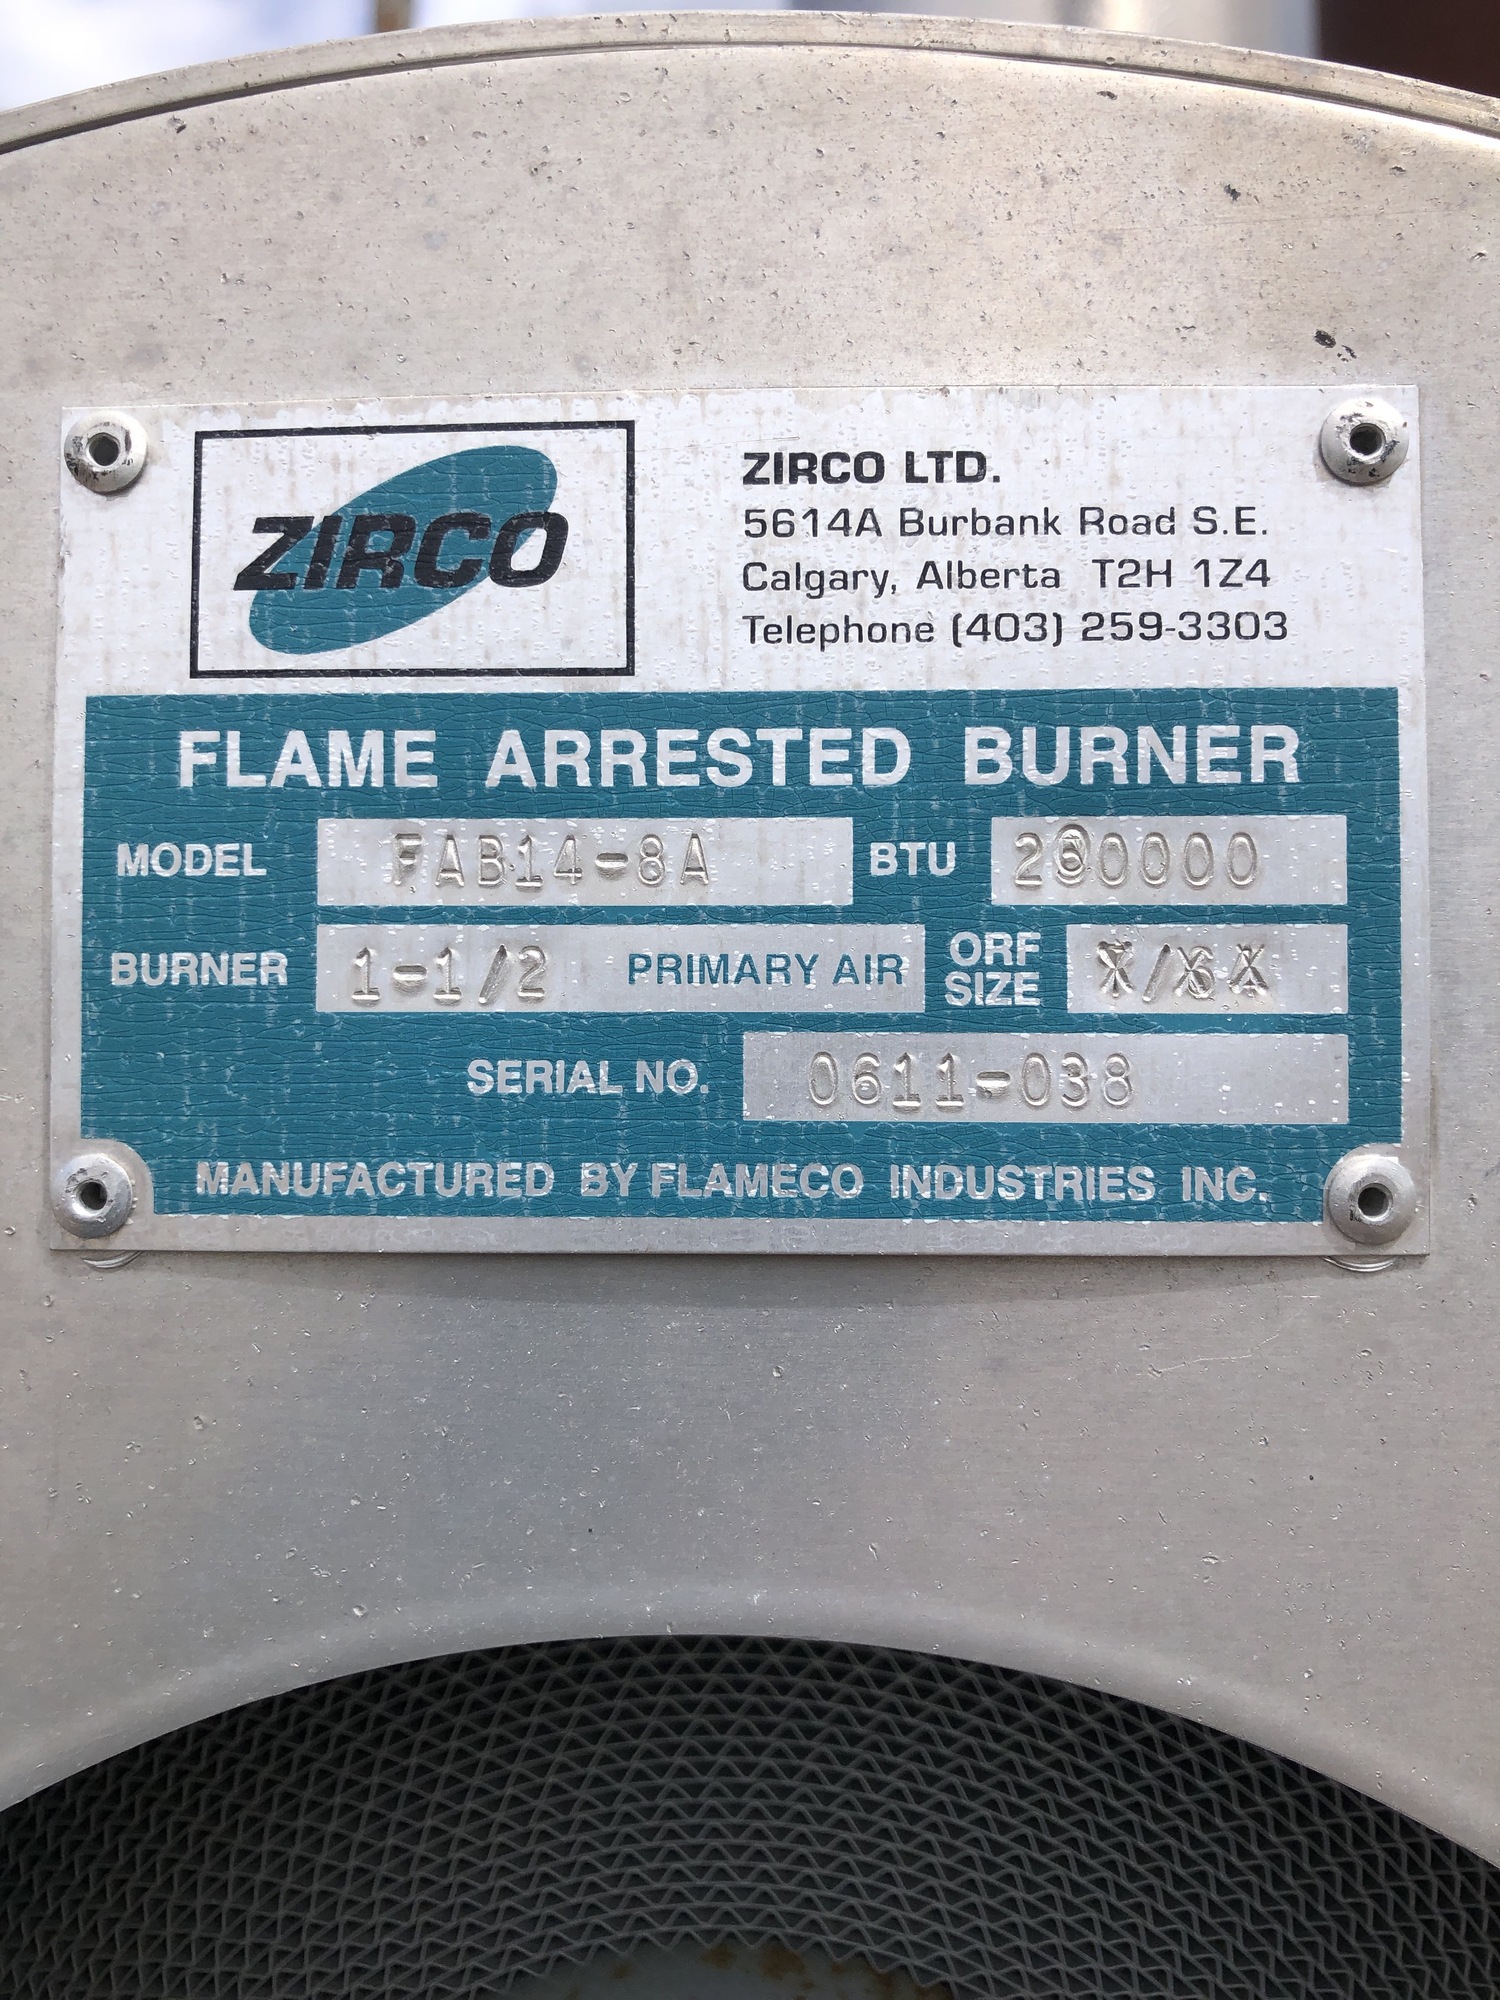 ZIRCO
ZIRCO LTD.
5614A Burbank Road S.E.
Calgary, Alberta T2H 1Z4
Telephone (403) 259-3303
FLAME ARRESTED BURNER
MODEL FAB14-8A BTU
BURNER 1-1/2 PRIMARY AIR ORF SIZE
SERIAL NO. 0611-038
MANUFACTURED BY FLAMECO INDUSTRIES INC.